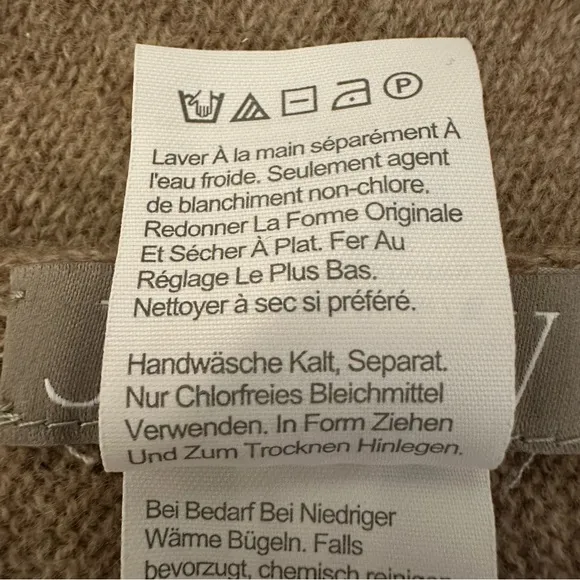 P
Laver À la main séparément À
l'eau froide. Seulement agent
de blanchiment non-chlore.
Redonner La Forme Originale
Et Sécher À Plat. Fer Au
Réglage Le Plus Bas.
Nettoyer à sec si préféré.
Handwäsche Kalt, Separat.
Nur Chlorfreies Bleichmittel
Verwenden. In Form Ziehen
Und Zum Trocknen Hinlegen.
Bei Bedarf Bei Niedriger
Wärme Bügeln. Falls
bevorzugt, chemisch reinigen